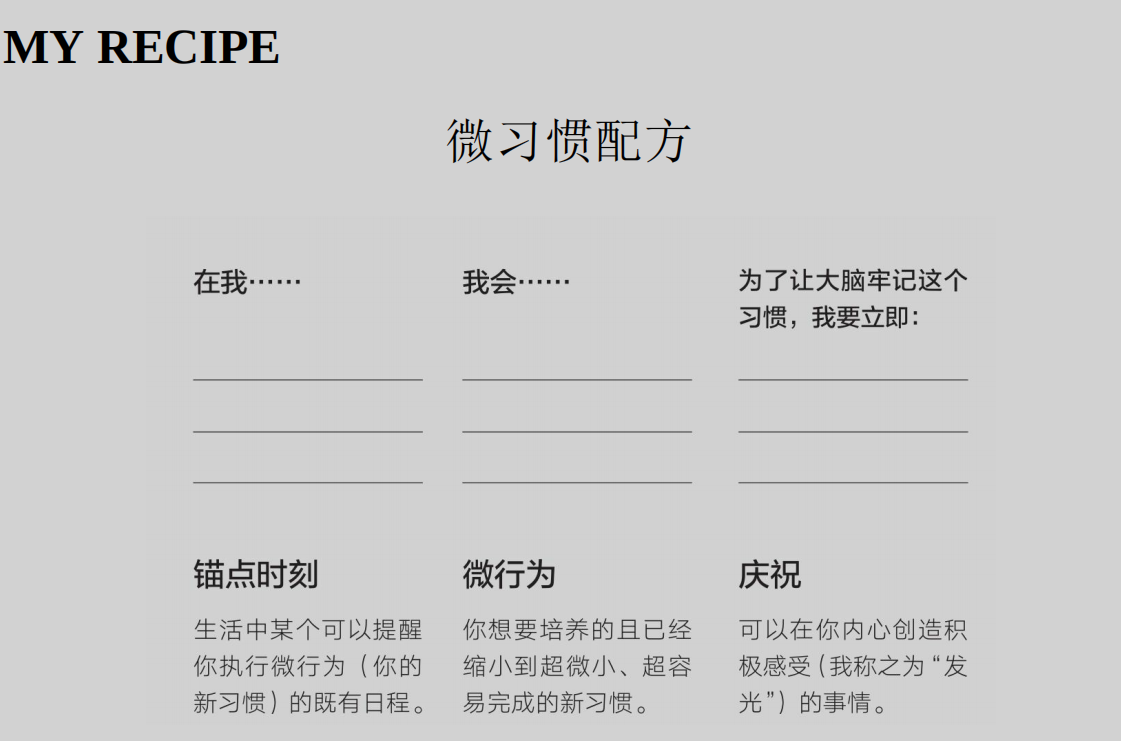 MY RECIPE
微习惯配方
在我……
我会……
为了让大脑牢记这个
习惯，我要立即：
锚点时刻
生活中某个可以提醒
你执行微行为（你的
新习惯）的既有日程。
微行为
你想要培养的且已经
缩小到超微小、超容
易完成的新习惯。
庆祝
可以在你内心创造积
极感受（我称之为“发
光”）的事情。